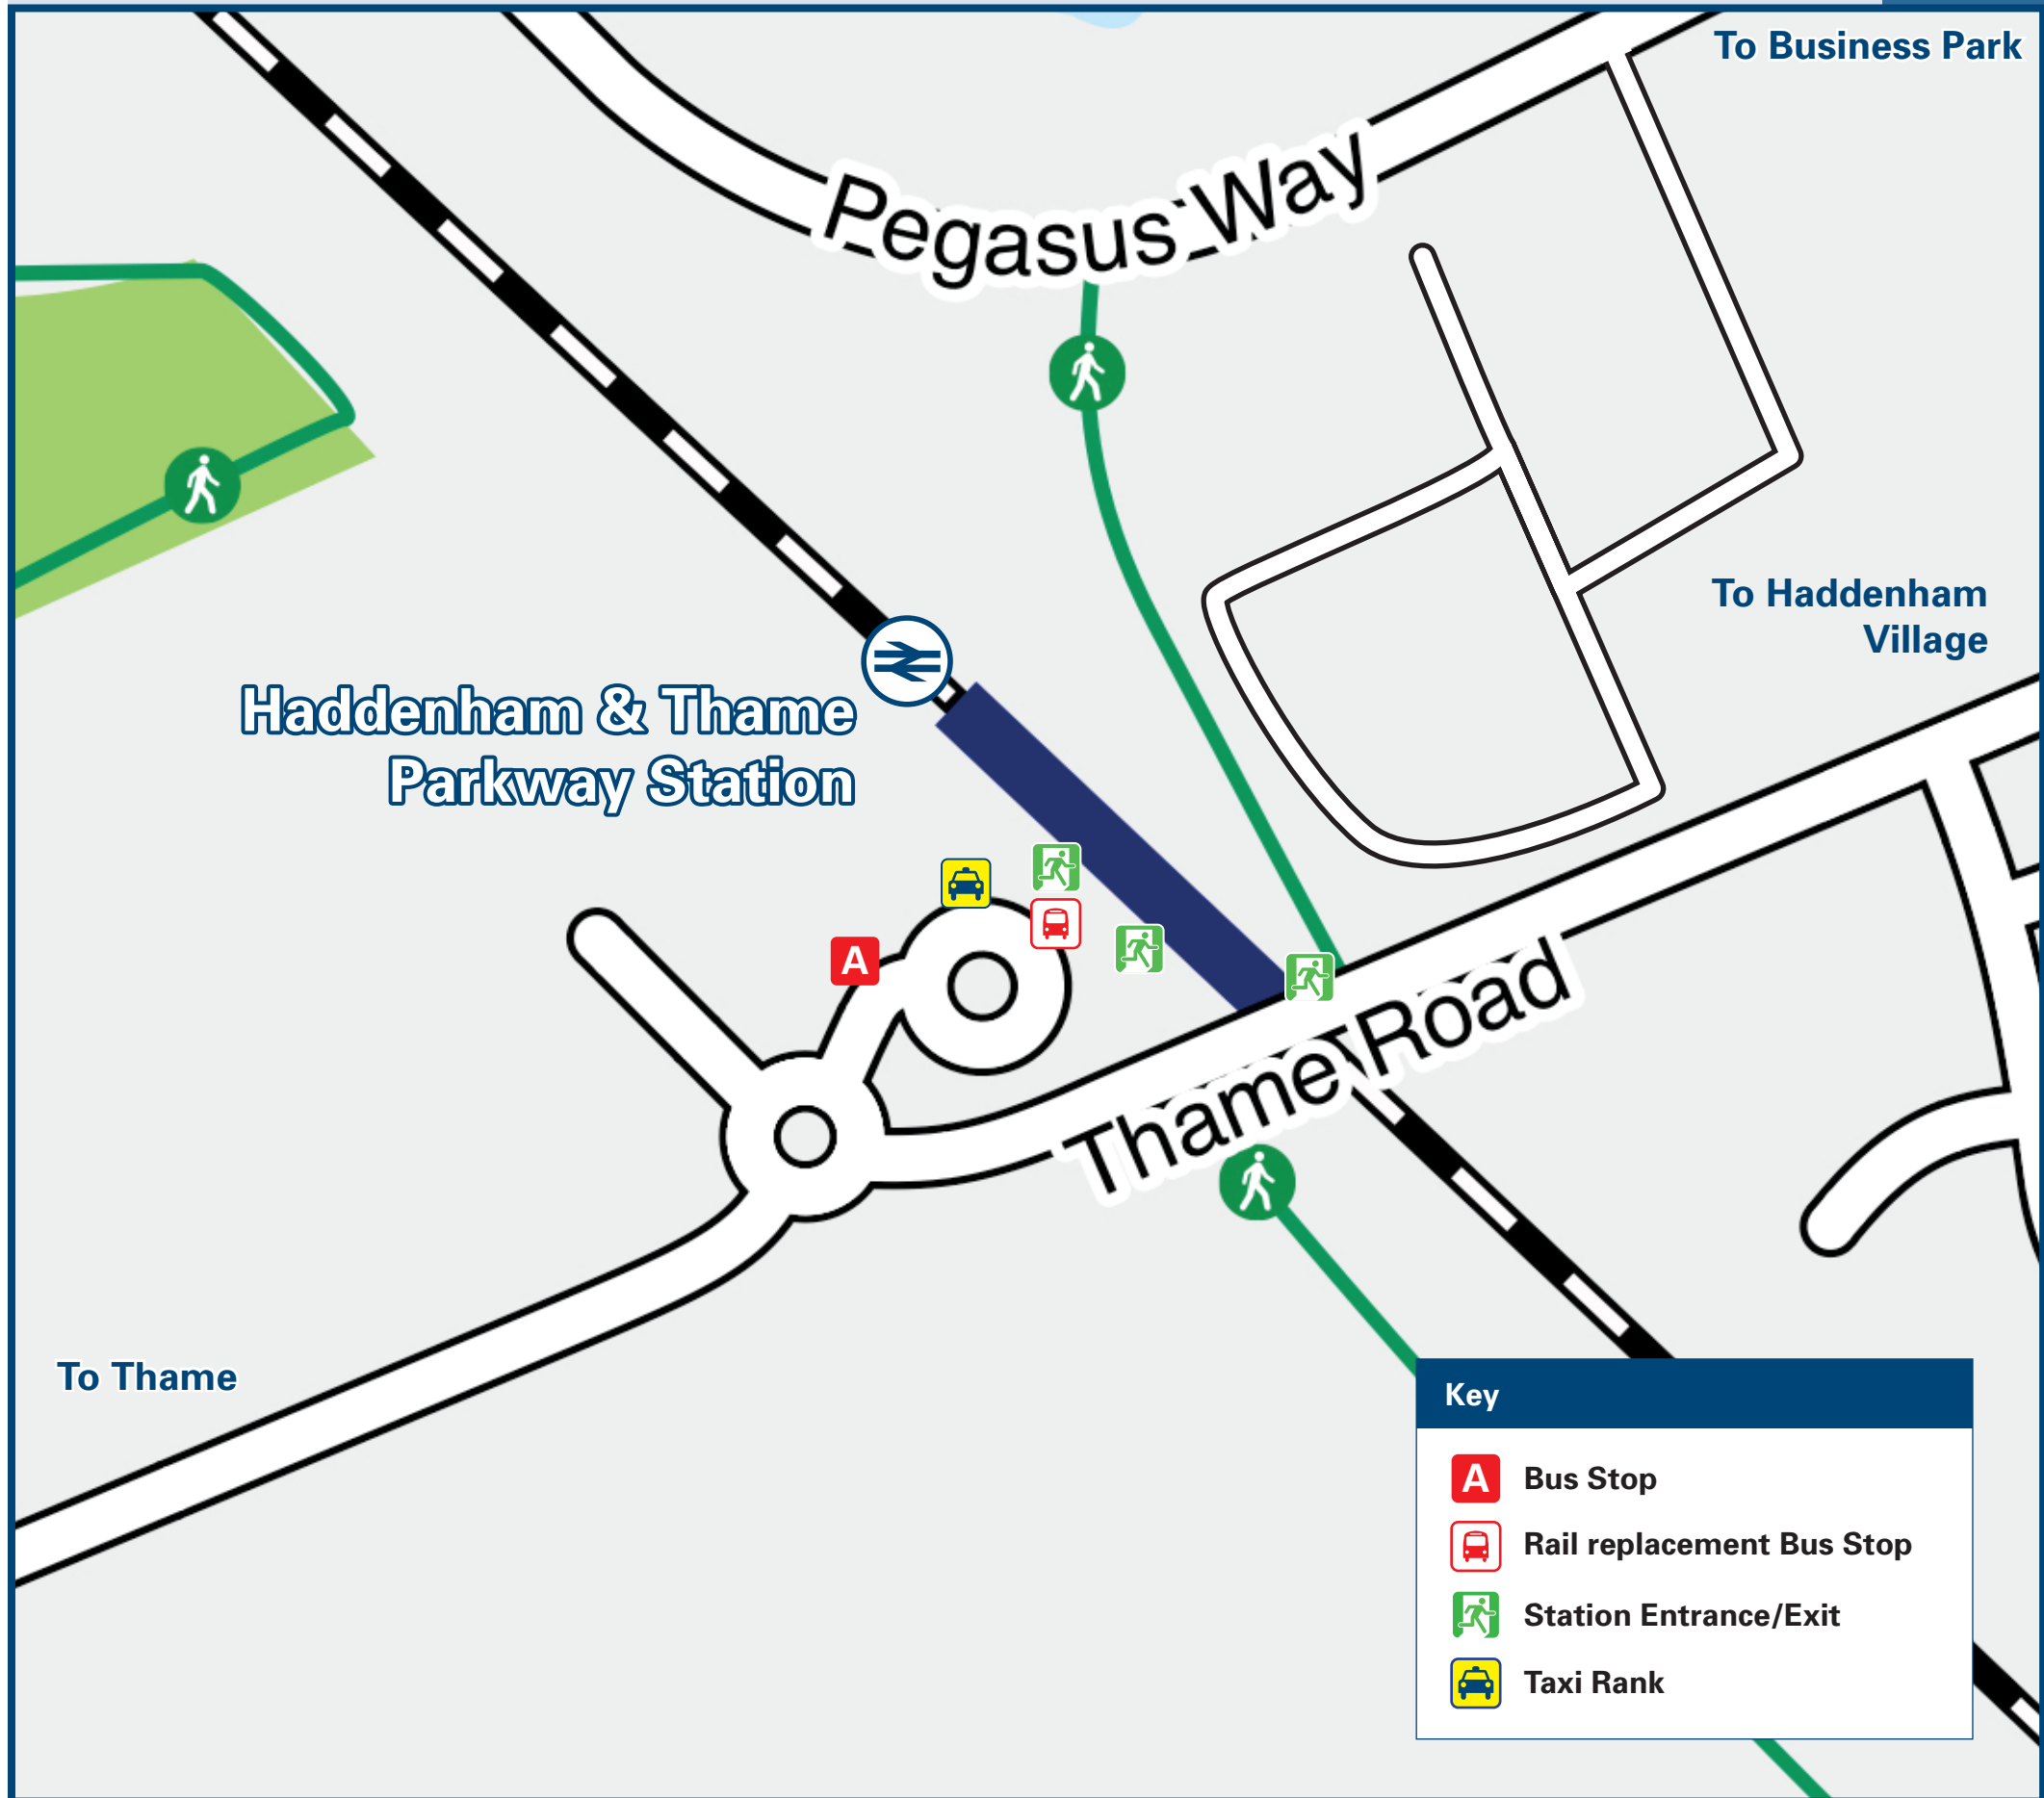 To Business Park
Pegasus Way
To Haddenham
Village
Haddenham & Thame
Parkway Station
A
Thame Road
To Thame
Key
A Bus Stop
Rail replacement Bus Stop
Station Entrance/Exit
Taxi Rank